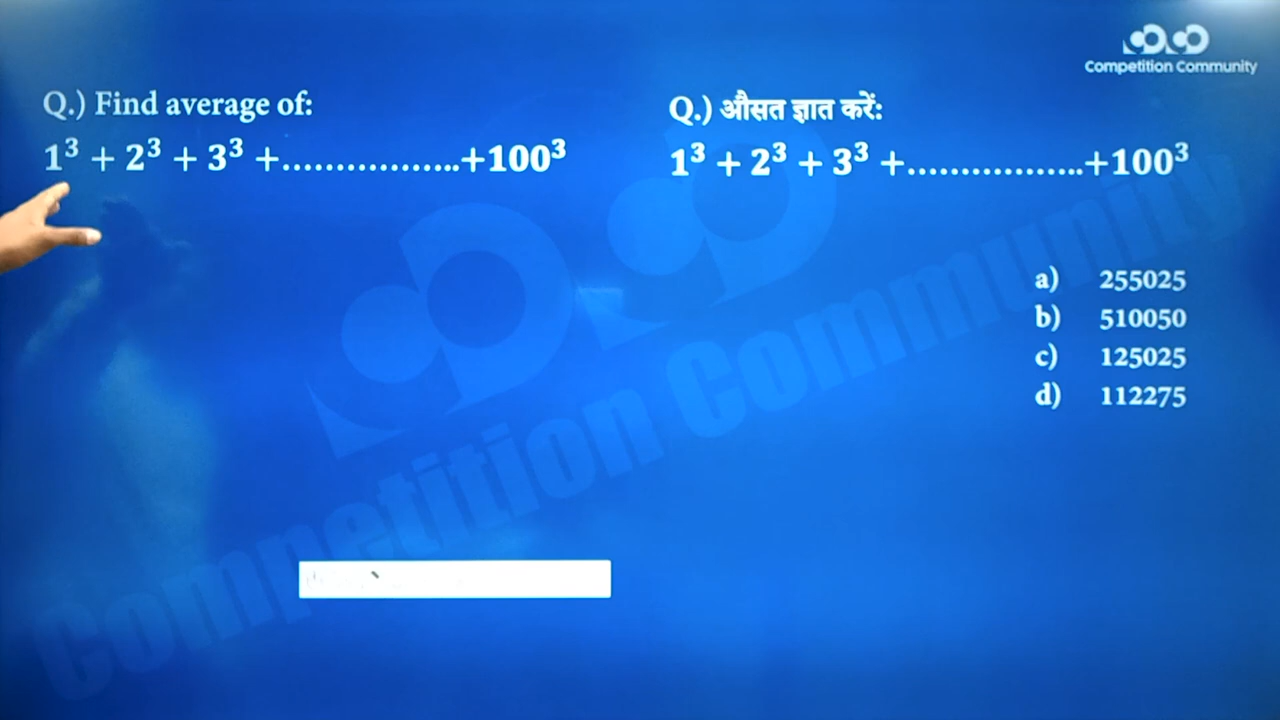 Competition Community
Q.) Find average of:
1³ + 2³ + 3³ +……………..+100³
Q.) औसत ज्ञात करें:
1³ + 2³ + 3³ +……………..+100³
a) 255025
b) 510050
c) 125025
d) 112275
Competition Community